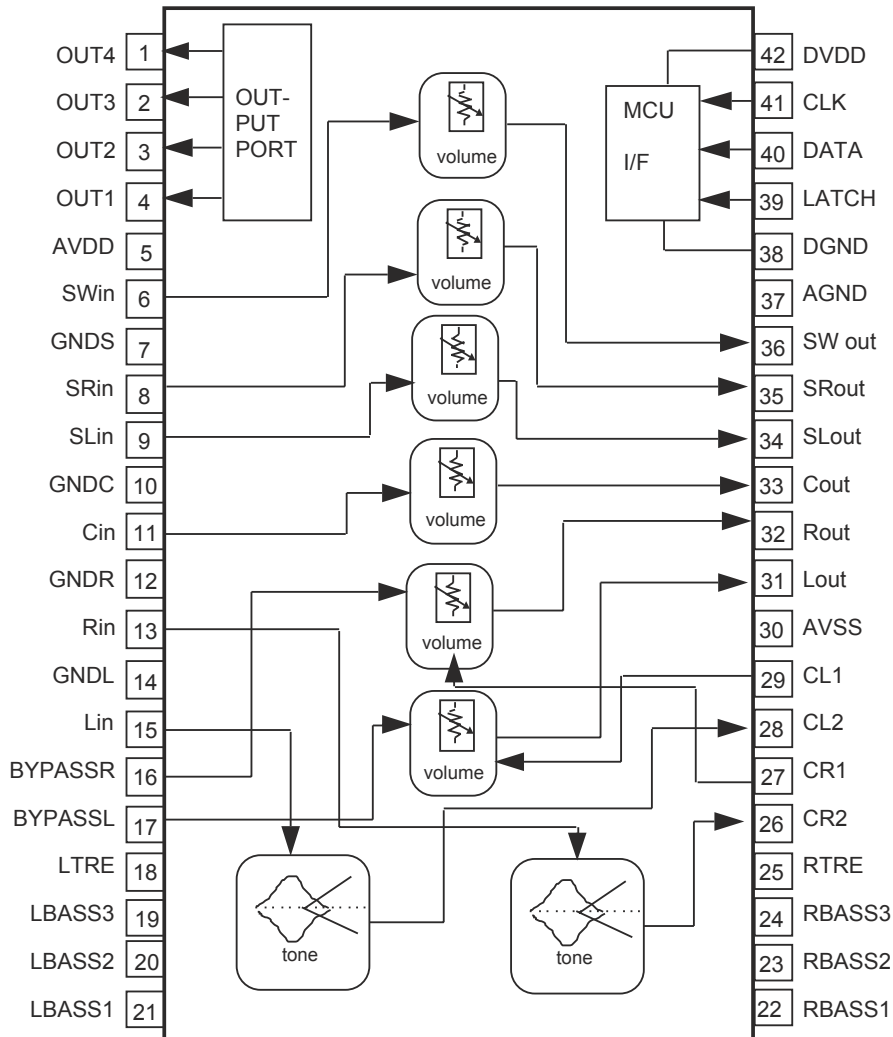 OUT4 1
OUT3 2
OUT2 3
OUT1 4
AVDD 5
SWin 6
GNDS 7
SRin 8
SLin 9
GNDC 10
Cin 11
GNDR 12
Rin 13
GNDL 14
Lin 15
BYPASSR 16
BYPASSL 17
LTRE 18
LBASS3 19
LBASS2 20
LBASS1 21
OUT-
PUT
PORT
volume
volume
volume
volume
volume
volume
tone
tone
MCU
I/F
42 DVDD
41 CLK
40 DATA
39 LATCH
38 DGND
37 AGND
36 SW out
35 SRout
34 SLout
33 Cout
32 Rout
31 Lout
30 AVSS
29 CL1
28 CL2
27 CR1
26 CR2
25 RTRE
24 RBASS3
23 RBASS2
22 RBASS1